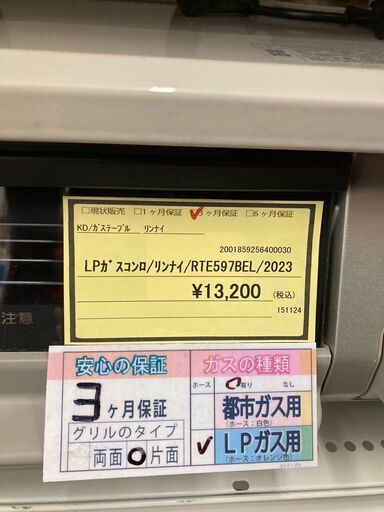 □現状販売 □1ヶ月保証 ✓3ヶ月保証 □6ヶ月保証
KD/ガステーブル リンナイ
2001859256400030
LPガスコンロ/リンナイ/RTE597BEL/2023
¥13,200 (税込)
151124
注意
安心の保証
3ヶ月保証
グリルのタイプ
両面 ○片面
ガスの種類
ホース ○有り なし
都市ガス用
(ホース:白色)
✓ LPガス用
(ホース:オレンジ色)